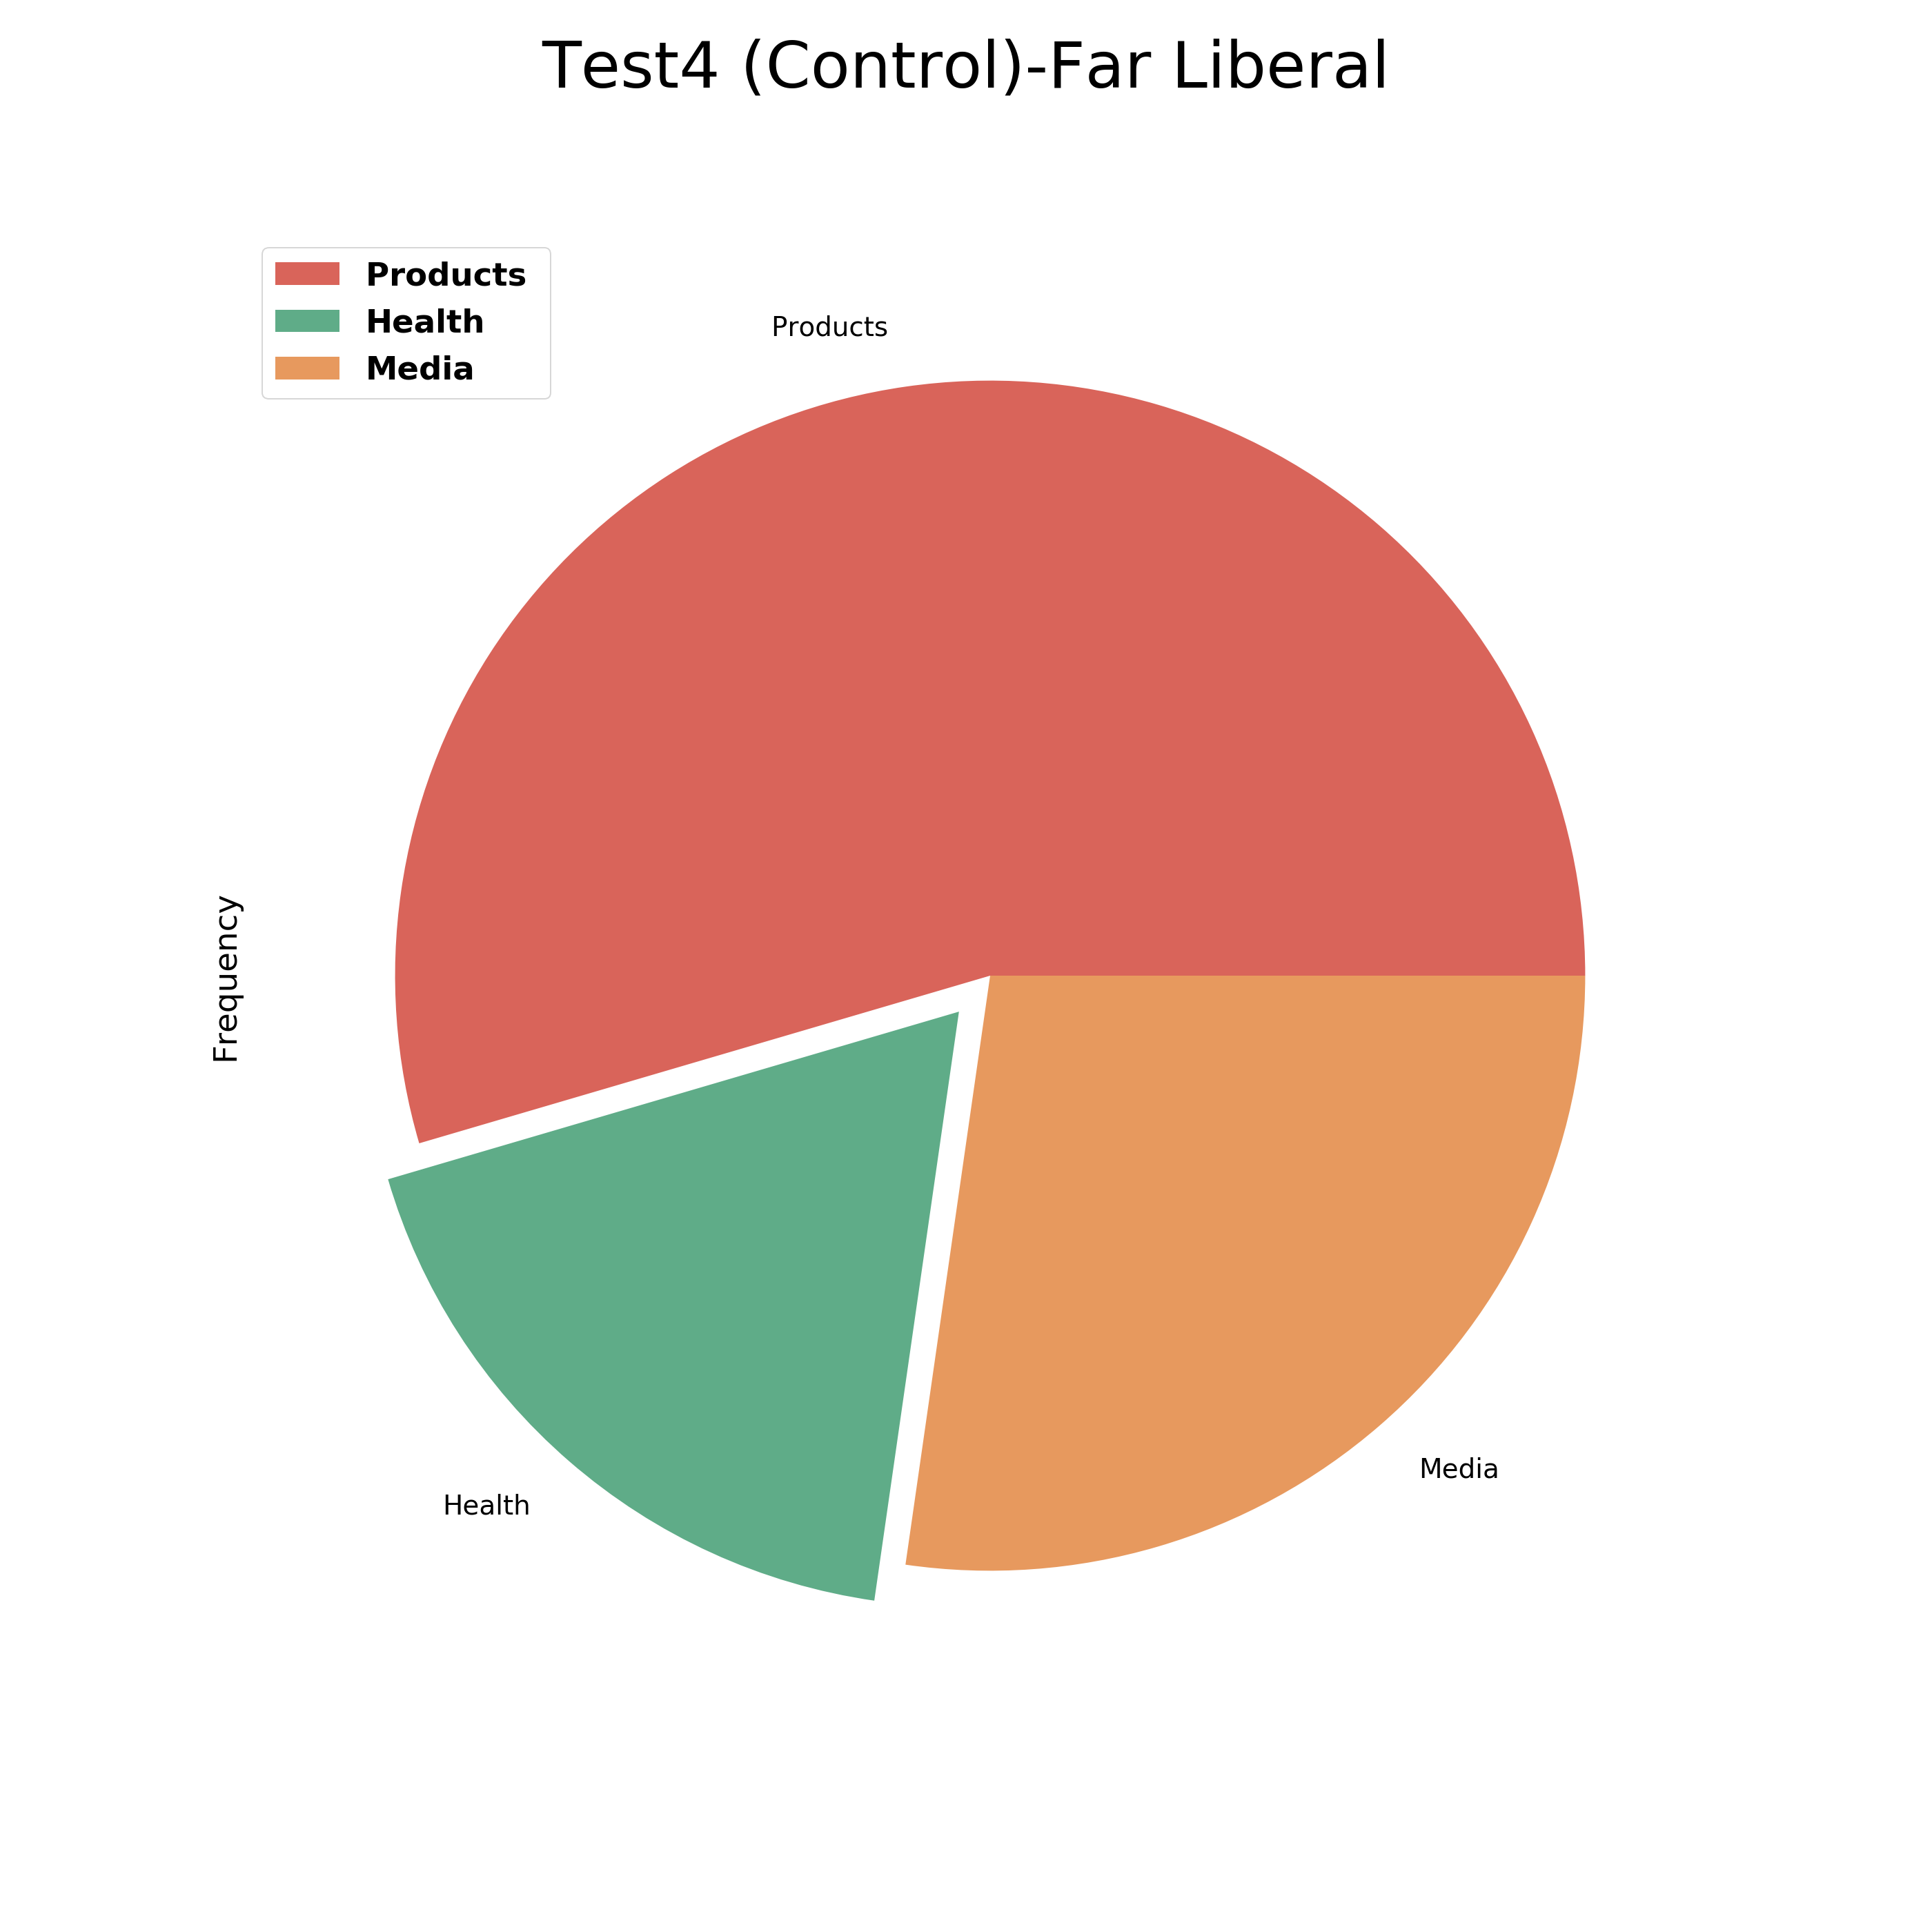 Test4 (Control)-Far Liberal
Products
Health
Media
Products
Frequency
Media
Health